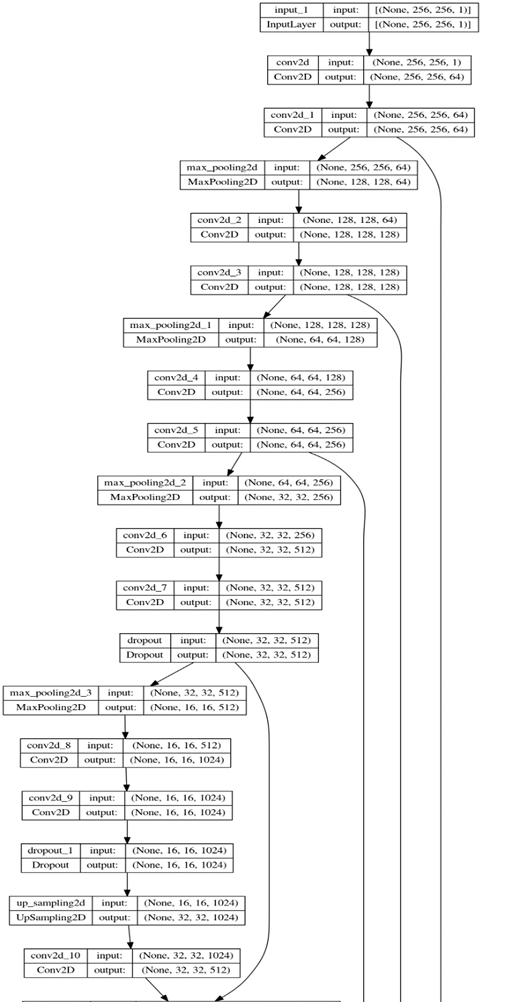 input_1 input: [(None, 256, 256, 1)]
InputLayer output: [(None, 256, 256, 1)]
conv2d input: (None, 256, 256, 1)
Conv2D output: (None, 256, 256, 64)
conv2d_1 input: (None, 256, 256, 64)
Conv2D output: (None, 256, 256, 64)
max_pooling2d input: (None, 256, 256, 64)
MaxPooling2D output: (None, 128, 128, 64)
conv2d_2 input: (None, 128, 128, 64)
Conv2D output: (None, 128, 128, 128)
conv2d_3 input: (None, 128, 128, 128)
Conv2D output: (None, 128, 128, 128)
max_pooling2d_1 input: (None, 128, 128, 128)
MaxPooling2D output: (None, 64, 64, 128)
conv2d_4 input: (None, 64, 64, 128)
Conv2D output: (None, 64, 64, 256)
conv2d_5 input: (None, 64, 64, 256)
Conv2D output: (None, 64, 64, 256)
max_pooling2d_2 input: (None, 64, 64, 256)
MaxPooling2D output: (None, 32, 32, 256)
conv2d_6 input: (None, 32, 32, 256)
Conv2D output: (None, 32, 32, 512)
conv2d_7 input: (None, 32, 32, 512)
Conv2D output: (None, 32, 32, 512)
dropout input: (None, 32, 32, 512)
Dropout output: (None, 32, 32, 512)
max_pooling2d_3 input: (None, 32, 32, 512)
MaxPooling2D output: (None, 16, 16, 512)
conv2d_8 input: (None, 16, 16, 512)
Conv2D output: (None, 16, 16, 1024)
conv2d_9 input: (None, 16, 16, 1024)
Conv2D output: (None, 16, 16, 1024)
dropout_1 input: (None, 16, 16, 1024)
Dropout output: (None, 16, 16, 1024)
up_sampling2d input: (None, 16, 16, 1024)
UpSampling2D output: (None, 32, 32, 1024)
conv2d_10 input: (None, 32, 32, 1024)
Conv2D output: (None, 32, 32, 512)